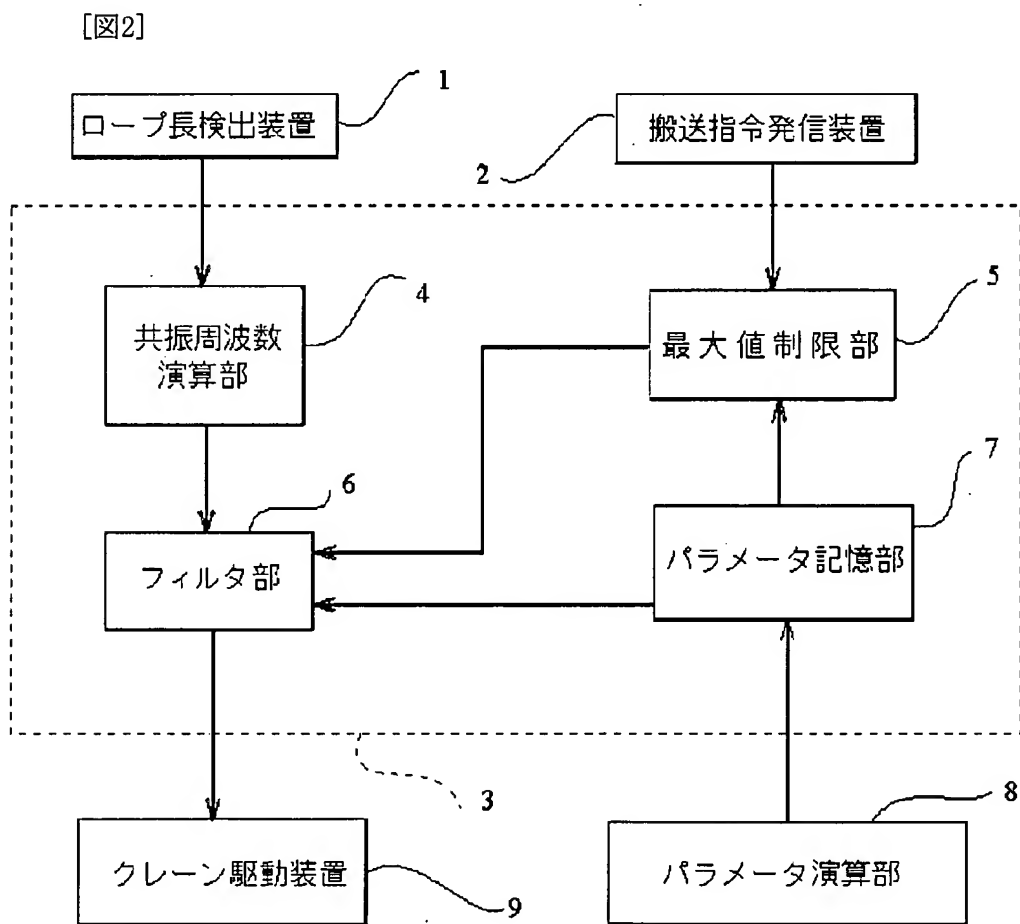 [図2]
1
ロープ長検出装置
搬送指令発信装置
2
4
共振周波数
演算部
5
最大値制限部
6
フィルタ部
7
パラメータ記憶部
3
8
クレーン駆動装置
9
パラメータ演算部